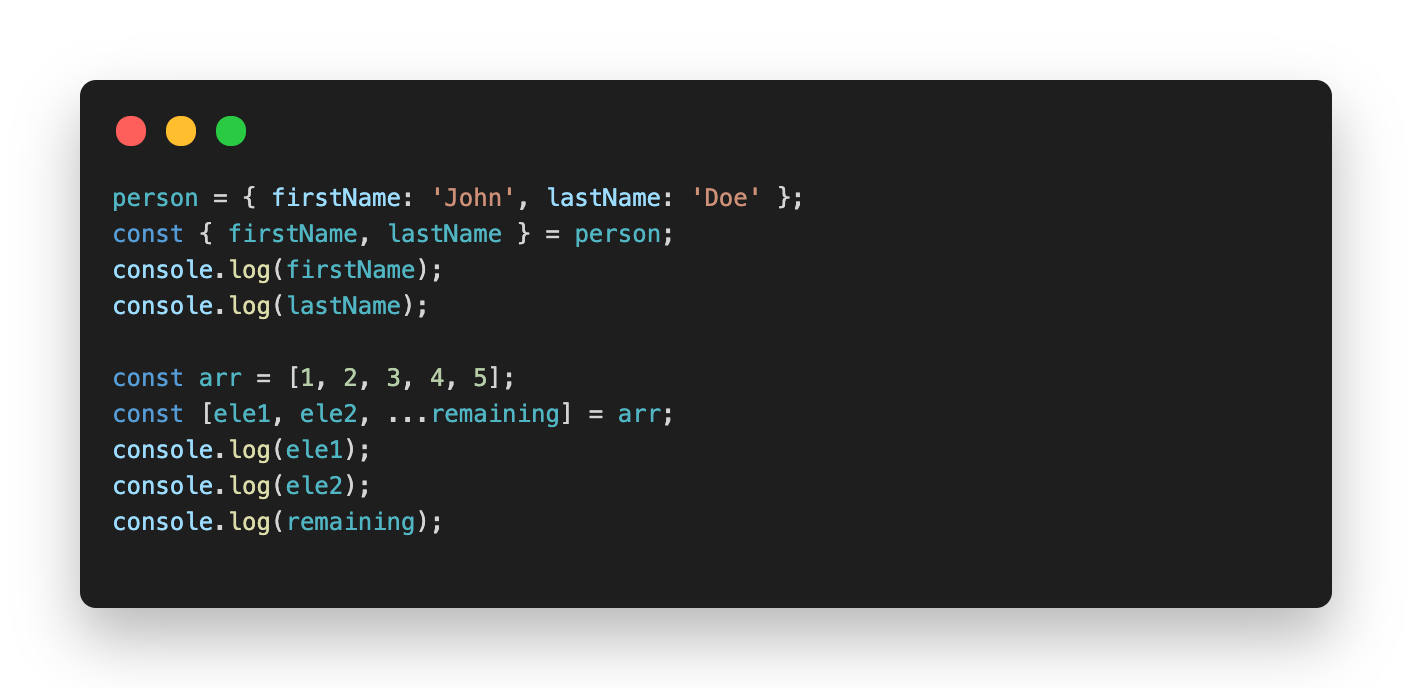 person = { firstName: 'John', lastName: 'Doe' };
const { firstName, lastName } = person;
console.log(firstName);
console.log(lastName);

const arr = [1, 2, 3, 4, 5];
const [ele1, ele2, ...remaining] = arr;
console.log(ele1);
console.log(ele2);
console.log(remaining);